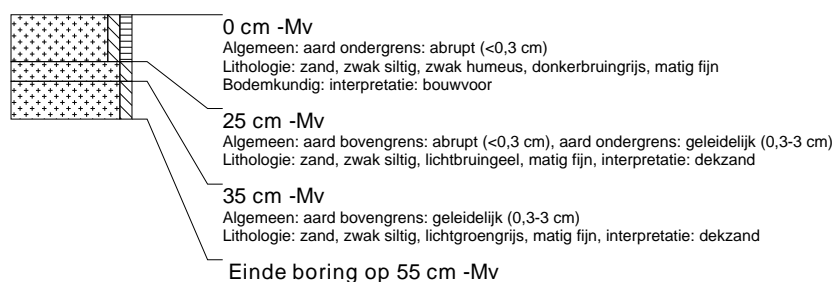 0 cm -Mv
Algemeen: aard ondergrens: abrupt (<0,3 cm)
Lithologie: zand, zwak siltig, zwak humeus, donkerbruingrijs, matig fijn
Bodemkundig: interpretatie: bouwvoor
25 cm -Mv
Algemeen: aard bovengrens: abrupt (<0,3 cm), aard ondergrens: geleidelijk (0,3-3 cm)
Lithologie: zand, zwak siltig, lichtbruingeel, matig fijn, interpretatie: dekzand
35 cm -Mv
Algemeen: aard bovengrens: geleidelijk (0,3-3 cm)
Lithologie: zand, zwak siltig, lichtgroengrijs, matig fijn, interpretatie: dekzand
Einde boring op 55 cm -Mv